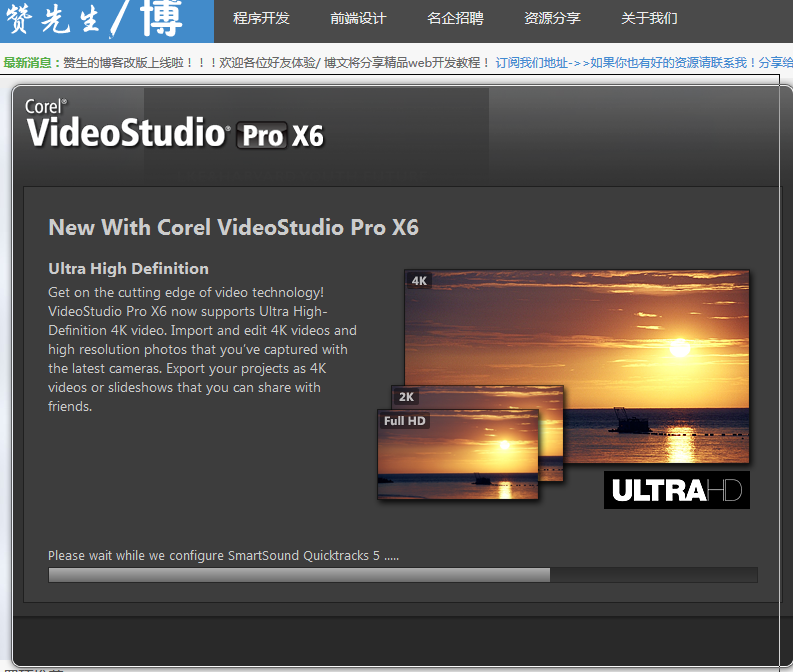 赞先生/博
程序开发 前端设计 名企招聘 资源分享 关于我们
最新消息：赞生的博客改版上线啦！！！欢迎各位好友体验/ 博文将分享精品web开发教程！ 订阅我们地址->>如果你也有好的资源请联系我！分享给
Corel®
VideoStudio® Pro X6
New With Corel VideoStudio Pro X6
Ultra High Definition
Get on the cutting edge of video technology!
VideoStudio Pro X6 now supports Ultra High-
Definition 4K video. Import and edit 4K videos and
high resolution photos that you’ve captured with
the latest cameras. Export your projects as 4K
videos or slideshows that you can share with
friends.
4K
2K
Full HD
ULTRAHD
Please wait while we configure SmartSound Quicktracks 5 .....